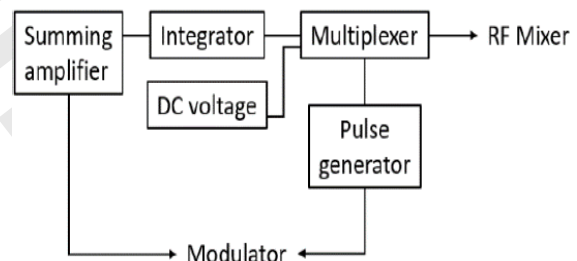 Summing
amplifier
Integrator
Multiplexer
RF Mixer
DC voltage
Pulse
generator
Modulator